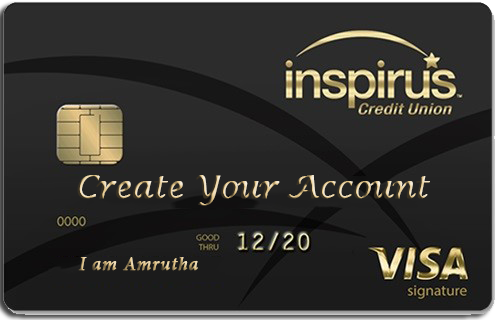 inspirus
Credit Union
Create Your Account
0000
GOOD
THRU
12/20
I am Amrutha
VISA
signature